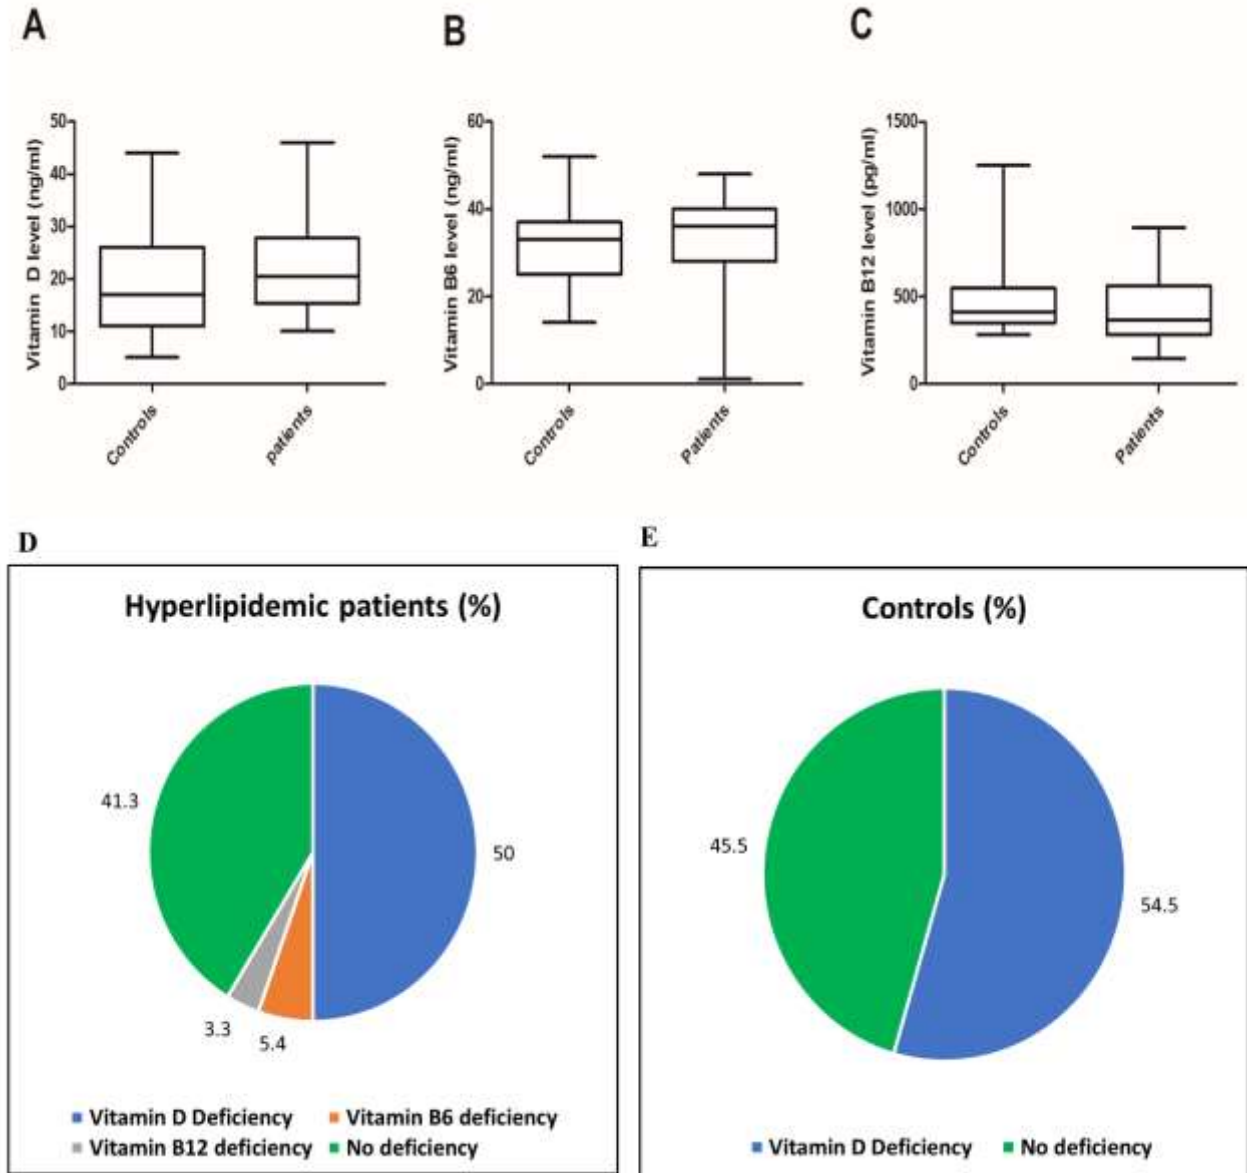 A
B
C
Vitamin D level (ng/ml)
50
40
30
20
10
0
Controls
patients
Vitamin B6 level (ng/ml)
60
40
20
0
Controls
Patients
Vitamin B12 level (pg/ml)
1500
1000
500
0
Controls
Patients
D
Hyperlipidemic patients (%)
41.3
50
3.3
5.4
Vitamin D Deficiency
Vitamin B6 deficiency
Vitamin B12 deficiency
No deficiency
E
Controls (%)
45.5
54.5
Vitamin D Deficiency
No deficiency